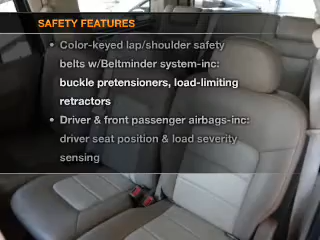 SAFETY FEATURES
• Color-keyed lap/shoulder safety
belts w/Beltminder system-inc:
buckle pretensioners, load-limiting
retractors
• Driver & front passenger airbags-inc:
driver seat position & load severity
sensing